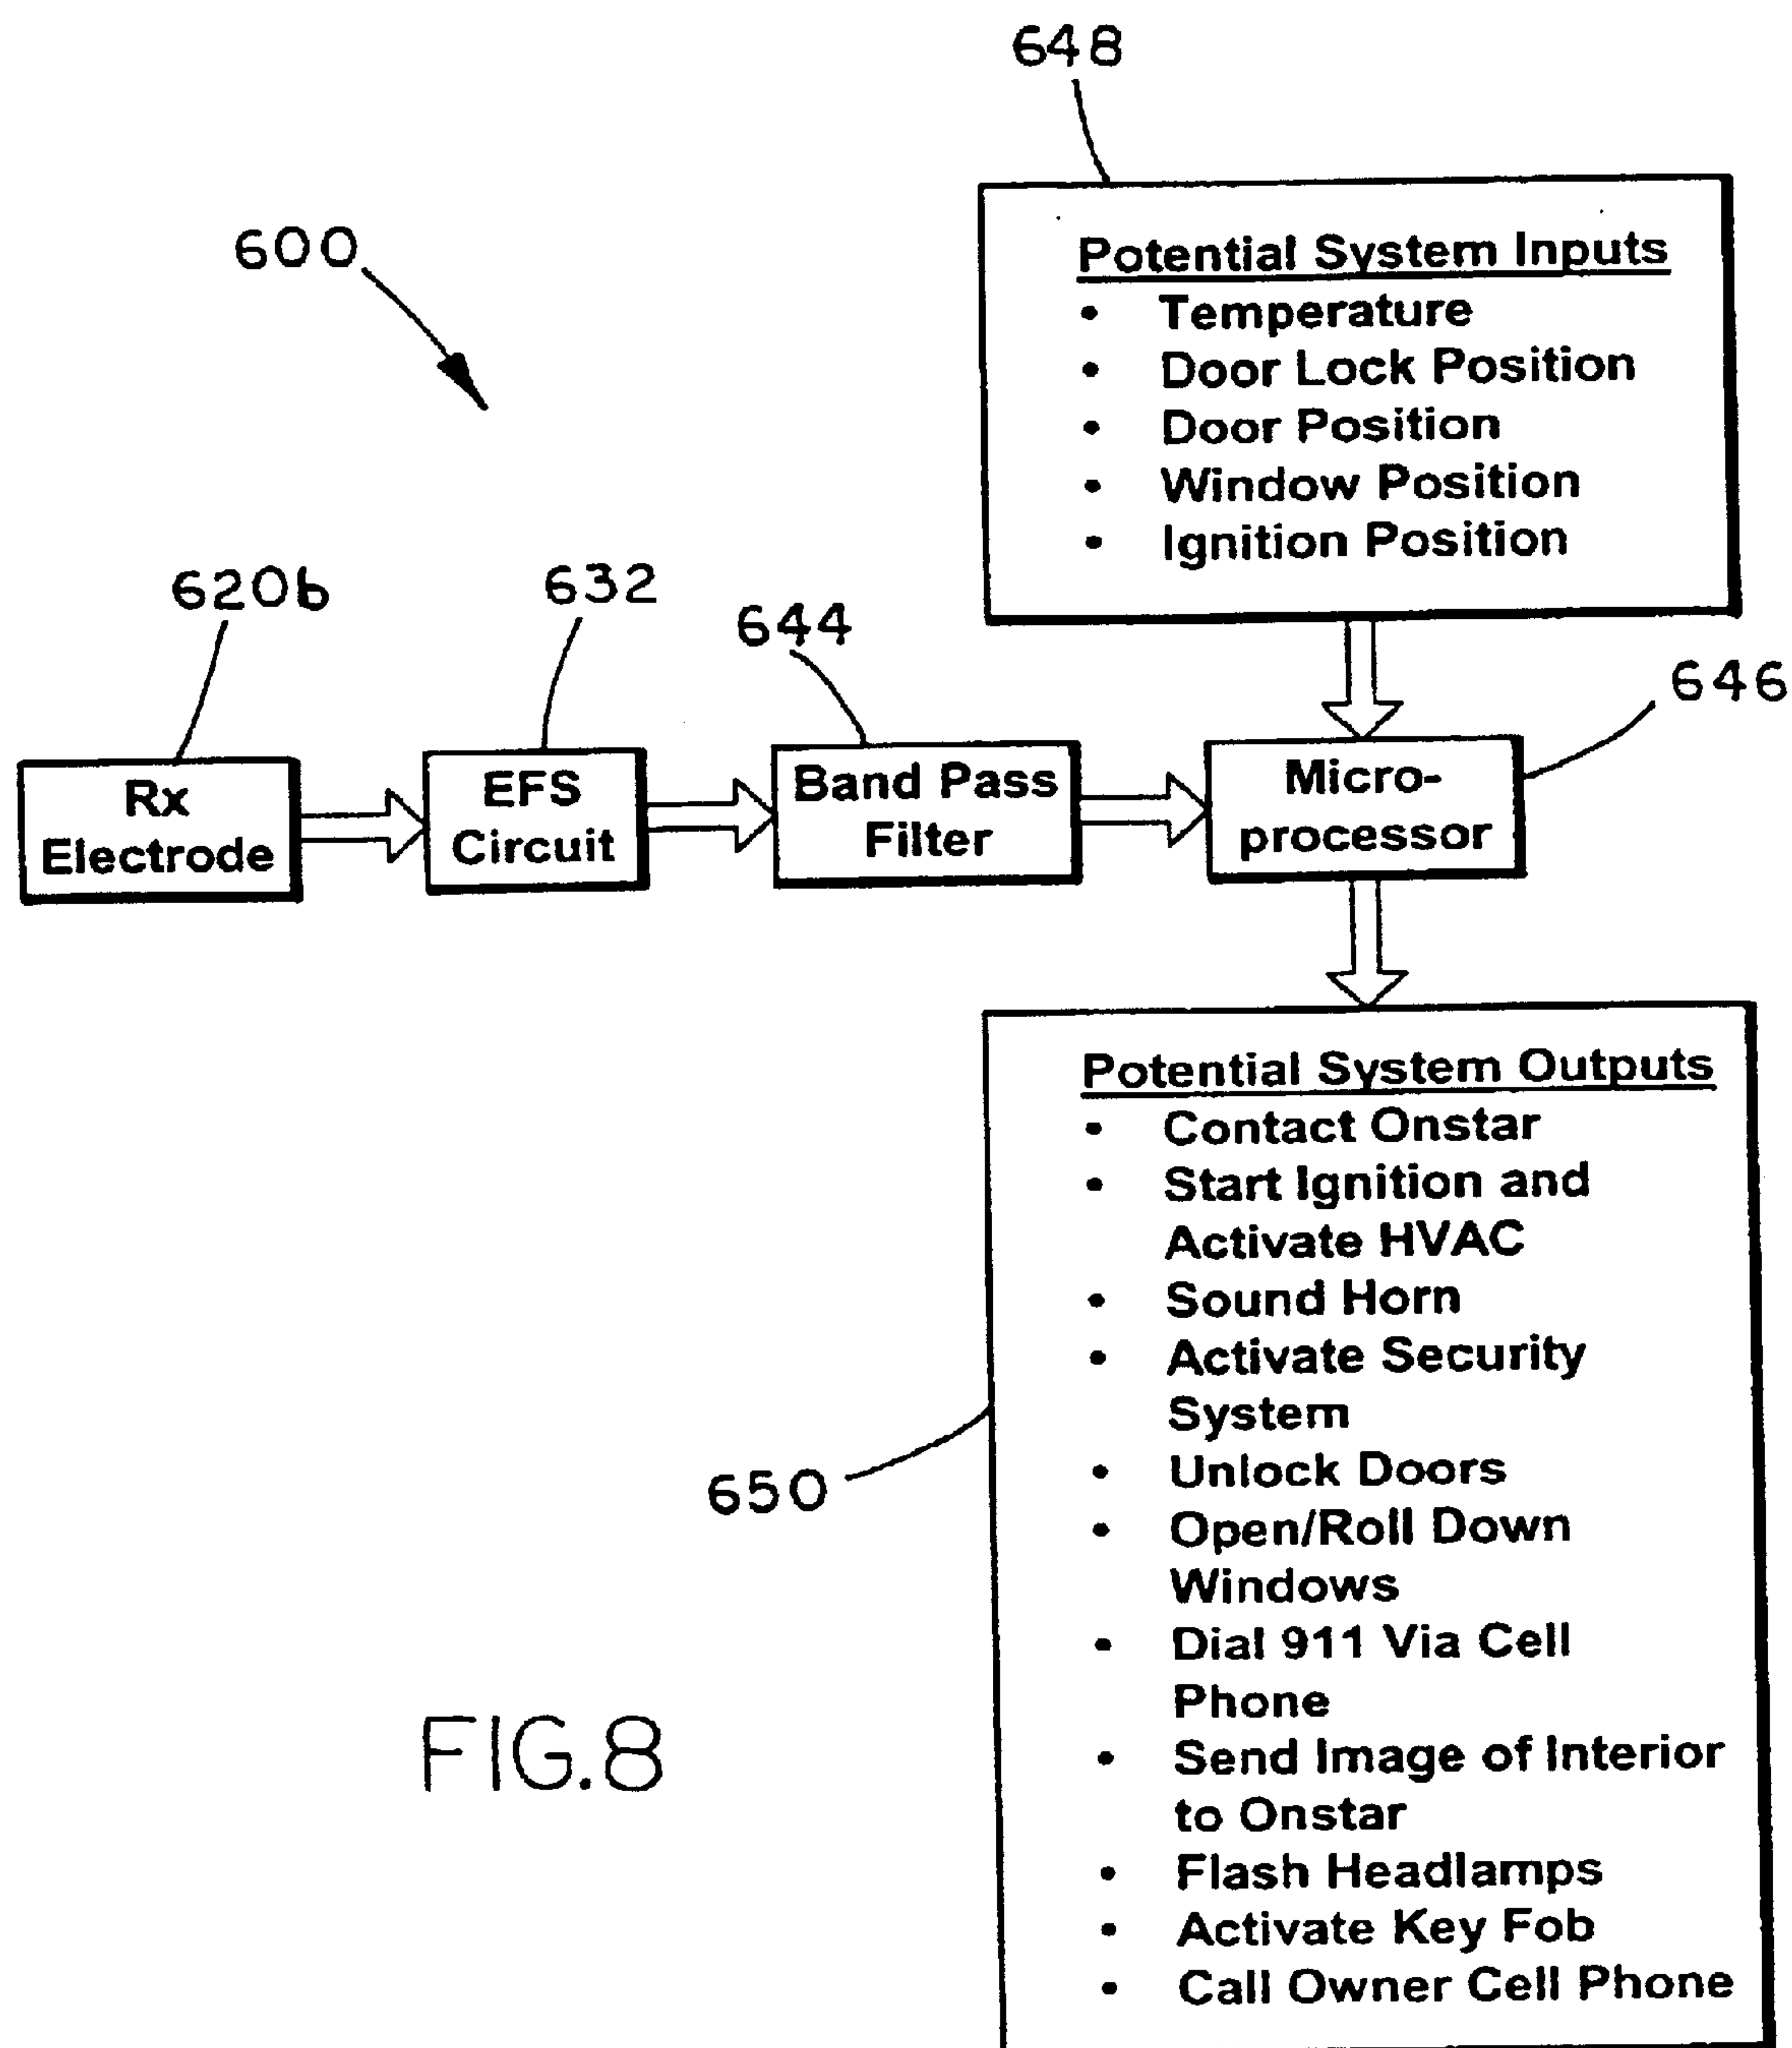 648
600
Potential System Inputs
• Temperature
• Door Lock Position
• Door Position
• Window Position
• Ignition Position
620b
632
644
646
Rx
Electrode
EFS
Circuit
Band Pass
Filter
Micro-
processor
Potential System Outputs
• Contact Onstar
• Start Ignition and
Activate HVAC
• Sound Horn
• Activate Security
System
• Unlock Doors
• Open/Roll Down
Windows
• Dial 911 Via Cell
Phone
• Send Image of Interior
to Onstar
• Flash Headlamps
• Activate Key Fob
• Call Owner Cell Phone
650
FIG.8